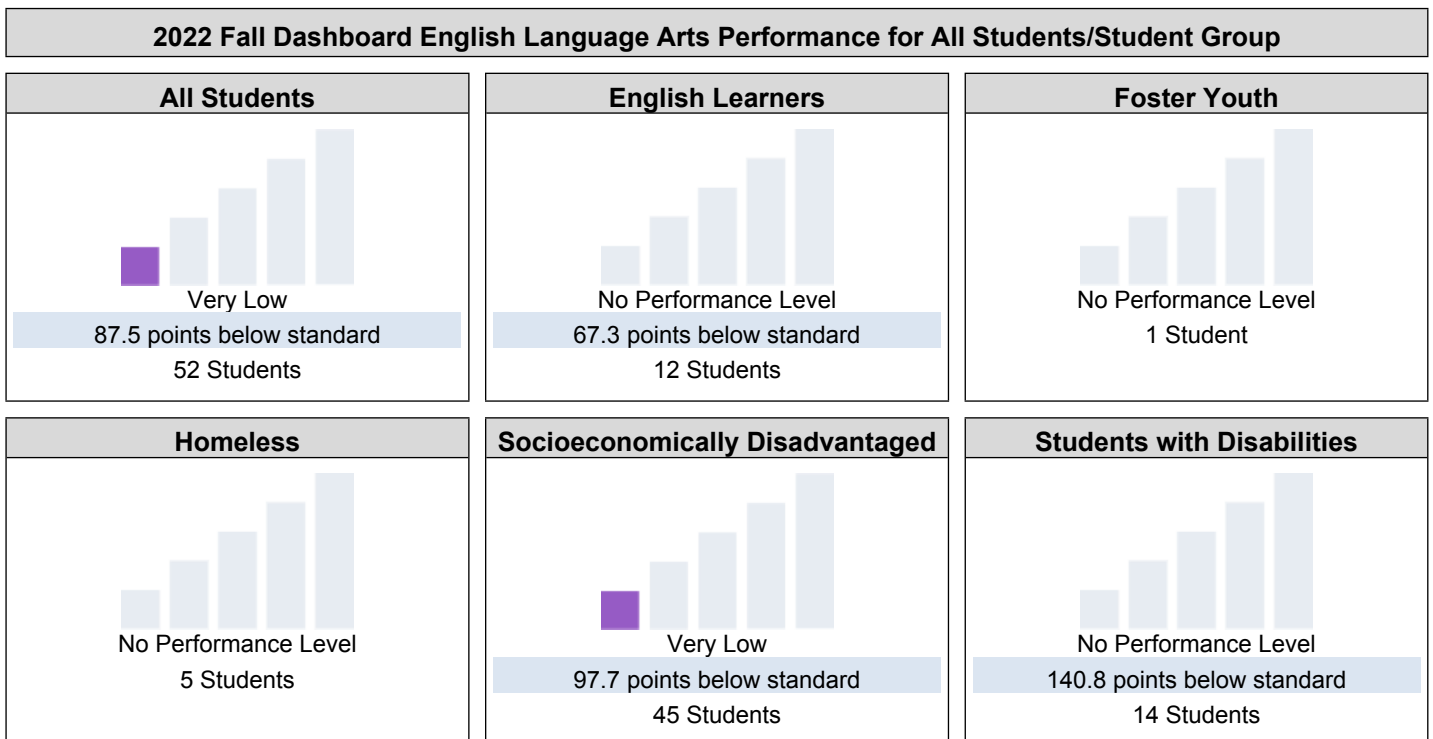 2022 Fall Dashboard English Language Arts Performance for All Students/Student Group
All Students
Very Low
87.5 points below standard
52 Students
English Learners
No Performance Level
67.3 points below standard
12 Students
Foster Youth
No Performance Level
1 Student
Homeless
No Performance Level
5 Students
Socioeconomically Disadvantaged
Very Low
97.7 points below standard
45 Students
Students with Disabilities
No Performance Level
140.8 points below standard
14 Students